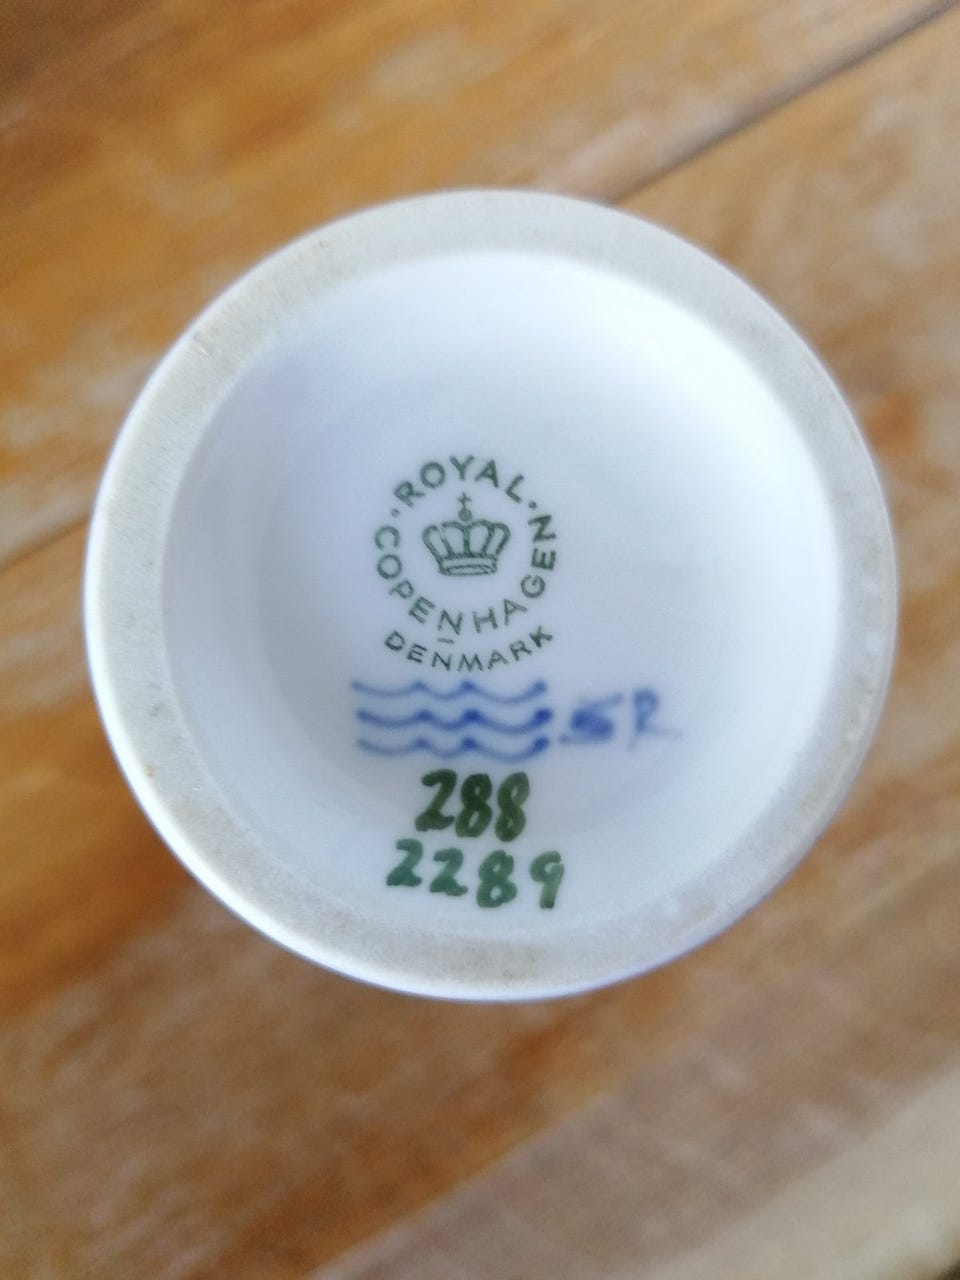 ROYAL
COPENHAGEN
DENMARK
SR
288
2289